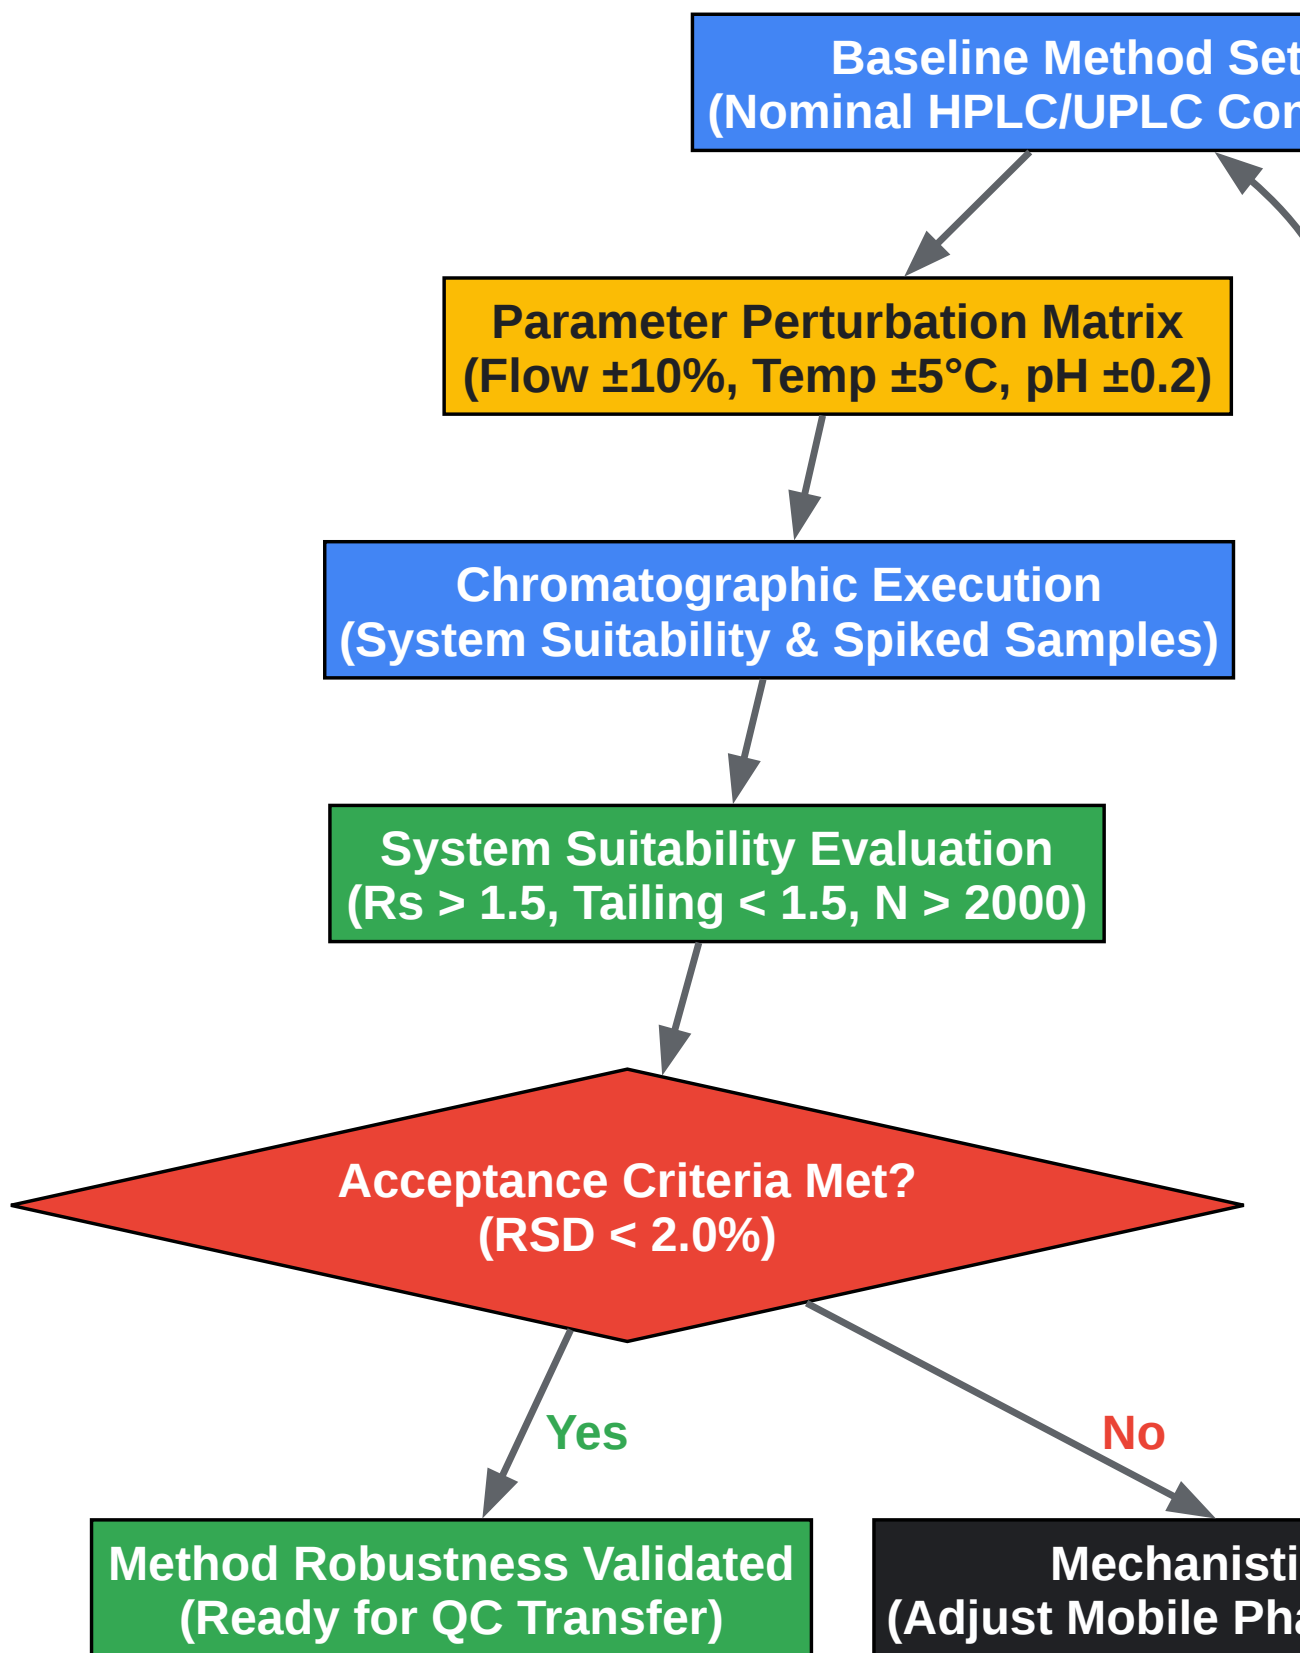 Baseline Method Set
(Nominal HPLC/UPLC Con
Parameter Perturbation Matrix
(Flow ±10%, Temp ±5°C, pH ±0.2)
Chromatographic Execution
(System Suitability & Spiked Samples)
System Suitability Evaluation
(Rs > 1.5, Tailing < 1.5, N > 2000)
Acceptance Criteria Met?
(RSD < 2.0%)
Yes
No
Method Robustness Validated
(Ready for QC Transfer)
Mechanisti
(Adjust Mobile Pha